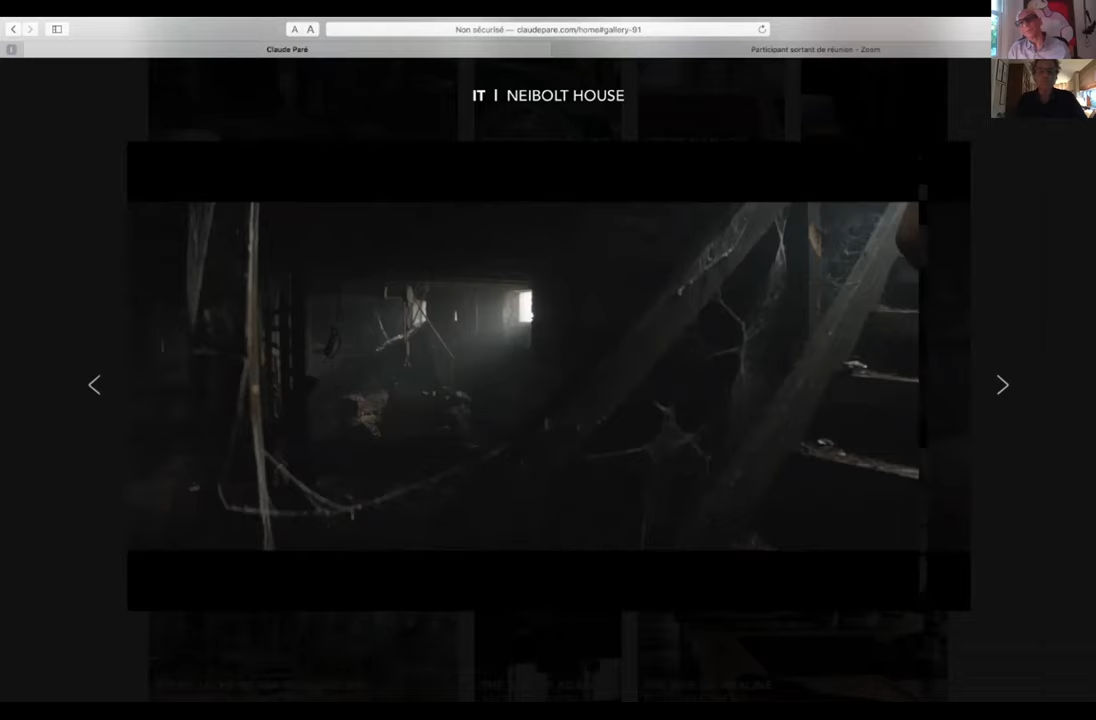 A A
Non sécurisé — claudepare.com/home#gallery-91
Claude Paré
Participant sortant de réunion - Zoom
IT | NEIBOLT HOUSE